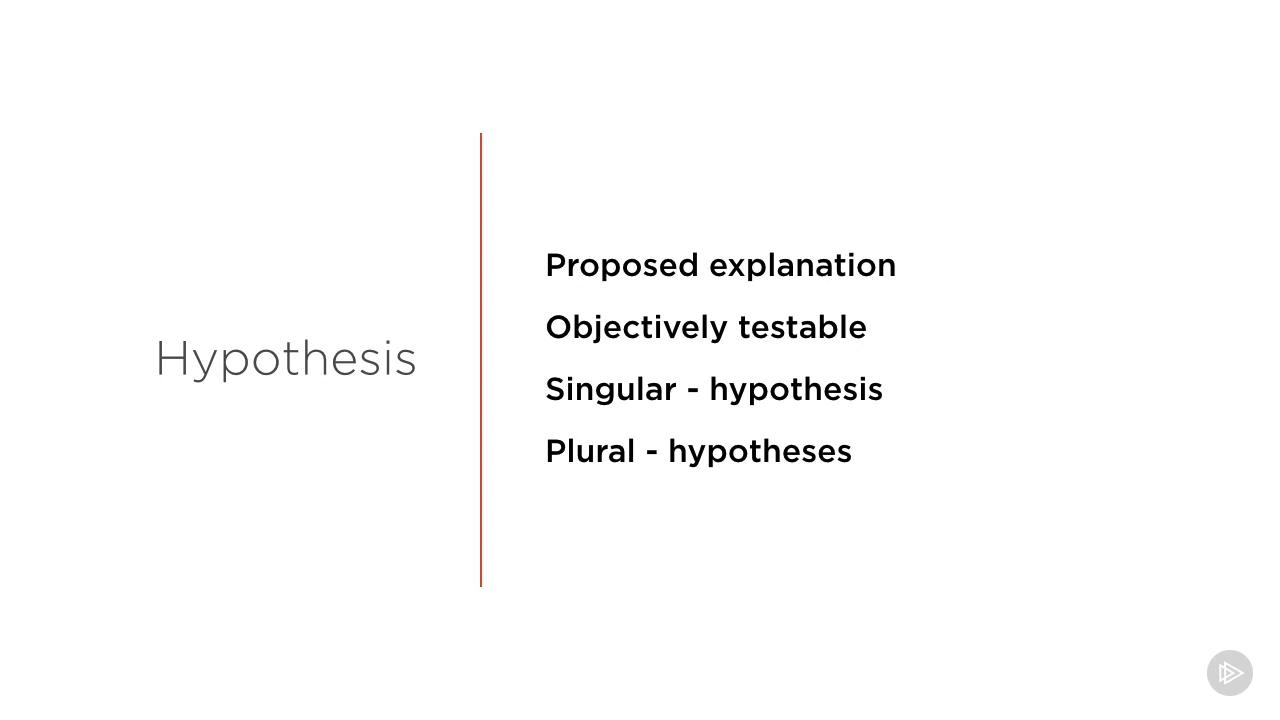 Hypothesis
Proposed explanation
Objectively testable
Singular - hypothesis
Plural - hypotheses